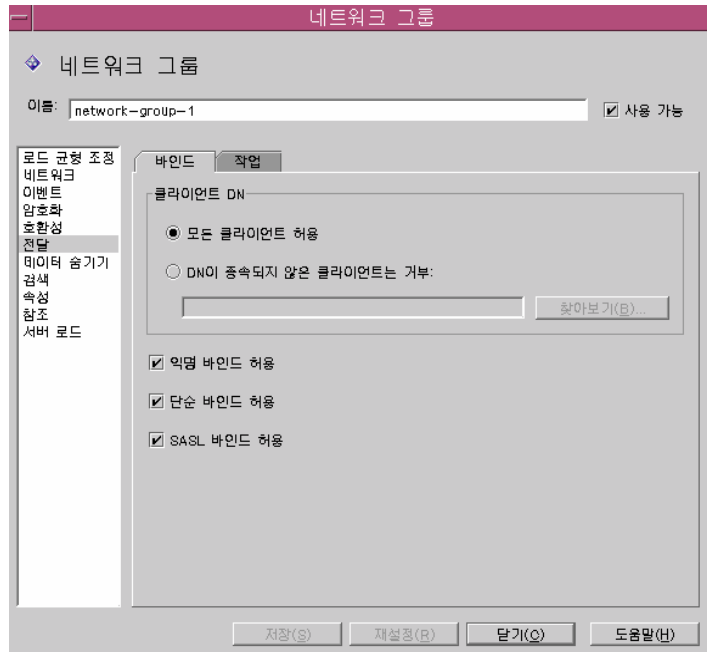 네트워크 그룹
네트워크 그룹
이름: network-group-1
사용 가능
로드 균형 조정
네트워크
이벤트
암호화
호환성
전달
데이터 숨기기
검색
속성
참조
서버 로드
바인드 작업
클라이언트 DN
모든 클라이언트 허용
DN이 종속되지 않은 클라이언트는 거부:
찾아보기(B)...
익명 바인드 허용
단순 바인드 허용
SASL 바인드 허용
저장(S) 재설정(R) 닫기(O) 도움말(H)